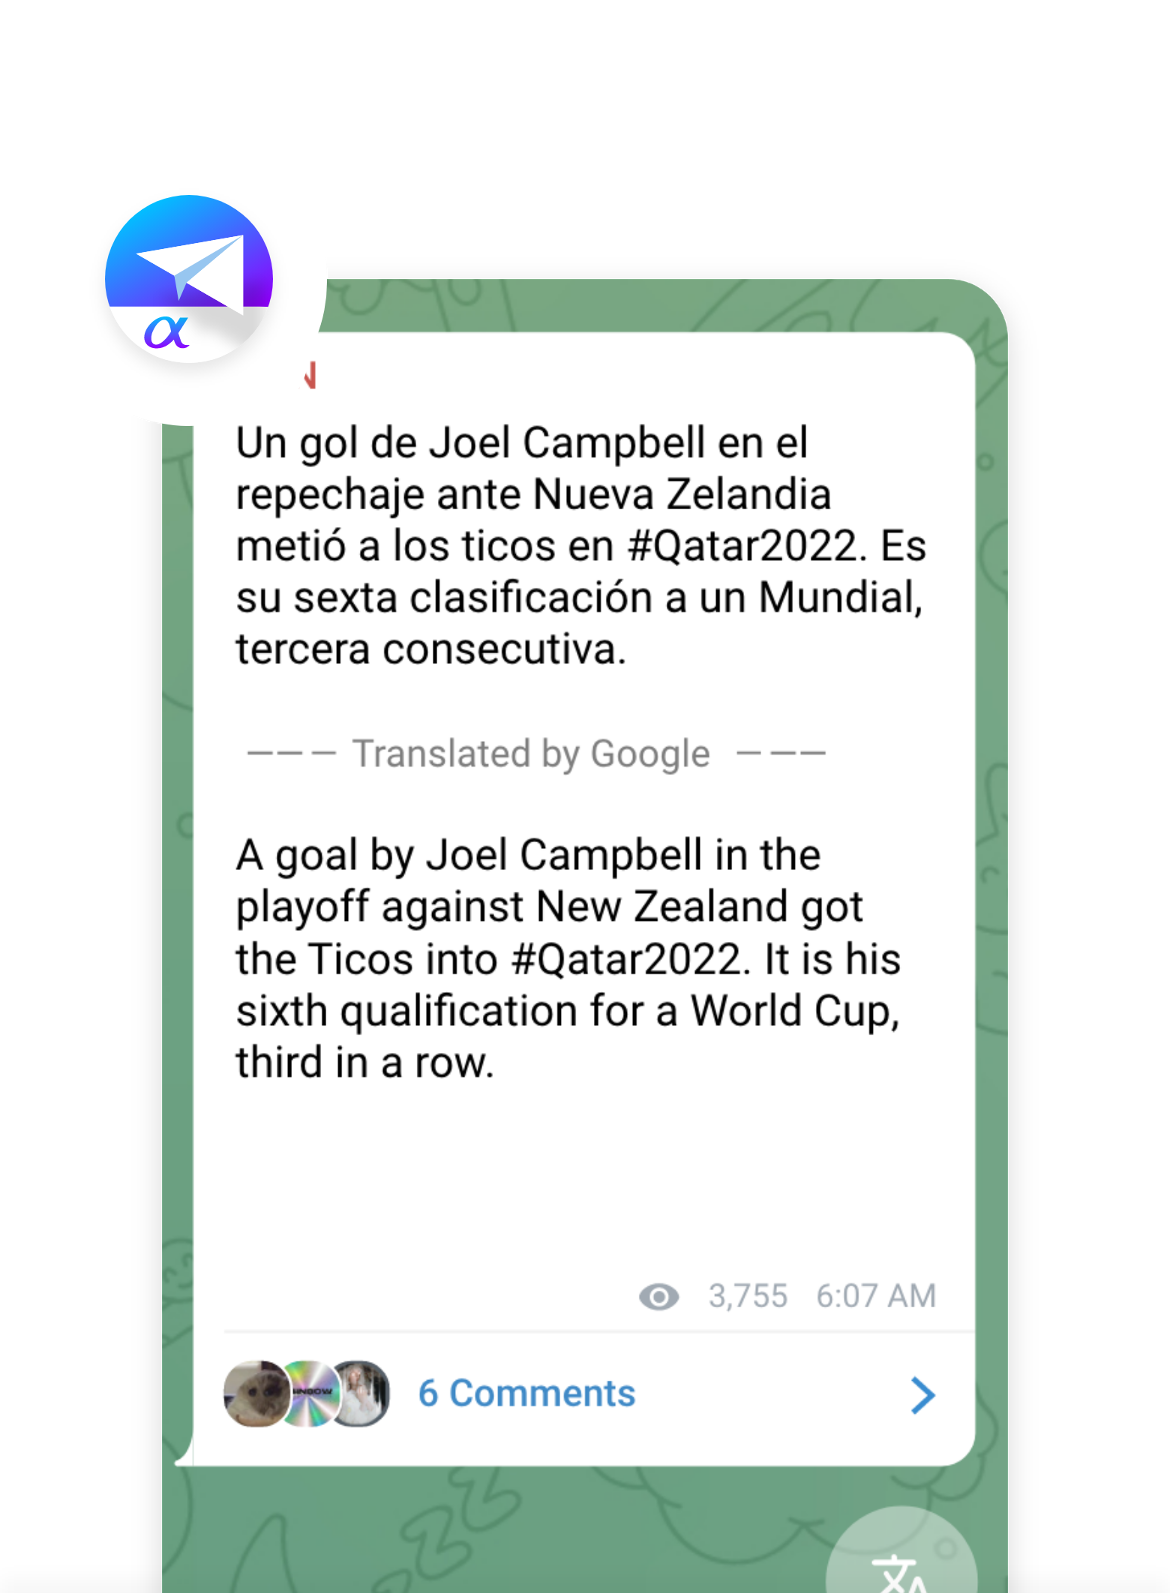 α
N
Un gol de Joel Campbell en el
repechaje ante Nueva Zelandia
metió a los ticos en #Qatar2022. Es
su sexta clasificación a un Mundial,
tercera consecutiva.
——— Translated by Google ———
A goal by Joel Campbell in the
playoff against New Zealand got
the Ticos into #Qatar2022. It is his
sixth qualification for a World Cup,
third in a row.
3,755 6:07 AM
6 Comments